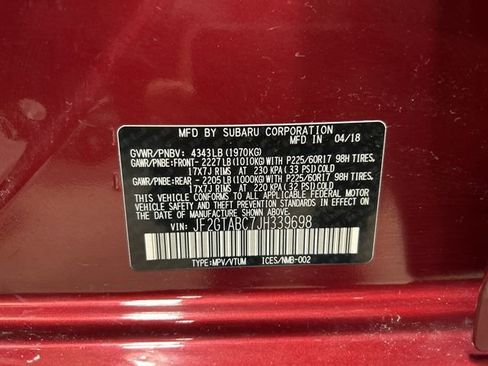 MFD BY SUBARU CORPORATION
MFD IN 04/18
GVWR/PNBV: 4343LB (1970KG)
GAWR/PNBE:FRONT- 2227LB(1010KG)WITH P225/60R17 98H TIRES,
17X7J RIMS AT 230 KPA (33 PSI)COLD
GAWR/PNBE:REAR -2205LB(1000KG)WITH P225/60R17 98H TIRES,
17X7J RIMS AT 220 KPA(32 PSI)COLD
THIS VEHICLE CONFORMS TO ALL APPLICABLE FEDERAL MOTOR
VEHICLE SAFETY, BUMPER, AND THEFT PREVENTION STANDARDS
IN EFFECT ON THE DATE OF MANUFACTURE SHOWN ABOVE.
VIN: JF2GTABC7JH339698
TYPE:MPV/VTUM ICES/NMB-002